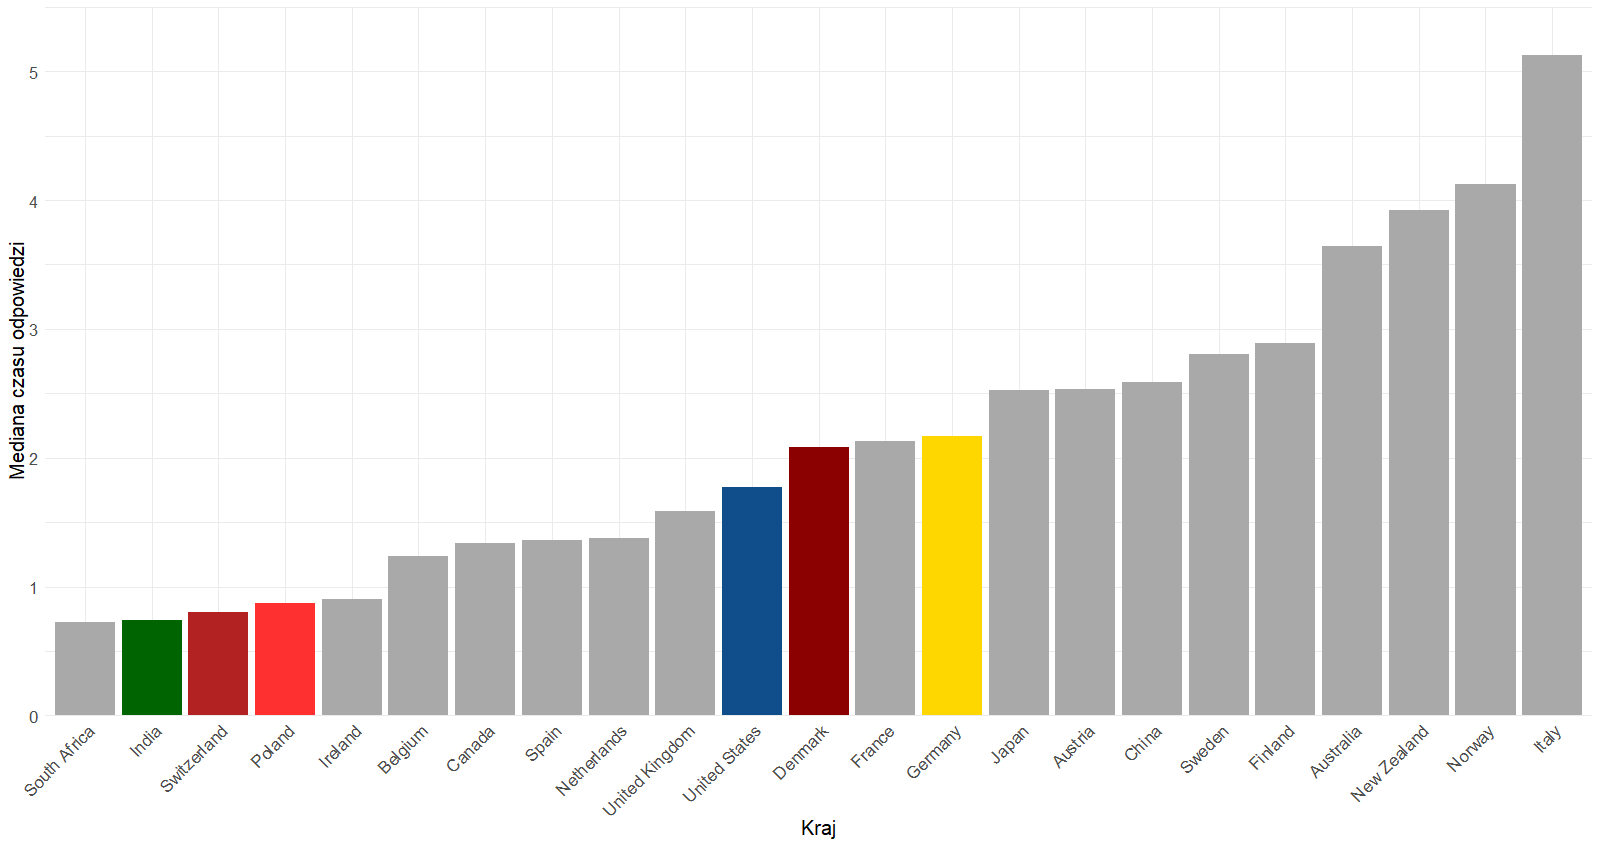 Mediana czasu odpowiedzi
5
4
3
2
1
0
South Africa
India
Switzerland
Poland
Ireland
Belgium
Canada
Spain
Netherlands
United Kingdom
United States
Denmark
France
Germany
Japan
Austria
China
Sweden
Finland
Australia
New Zealand
Norway
Italy
Kraj